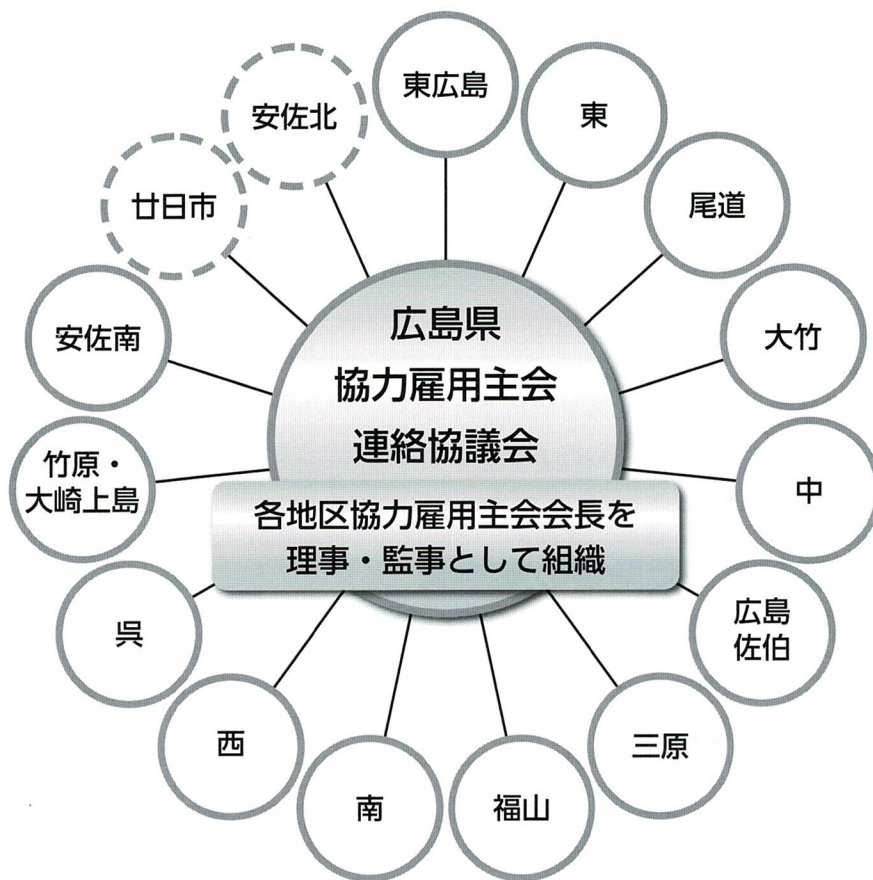 広島県
協力雇用主会
連絡協議会
各地区協力雇用主会会長を
理事・監事として組織
東広島
東
尾道
大竹
中
広島
佐伯
三原
福山
南
西
呉
竹原・
大崎上島
安佐南
廿日市
安佐北